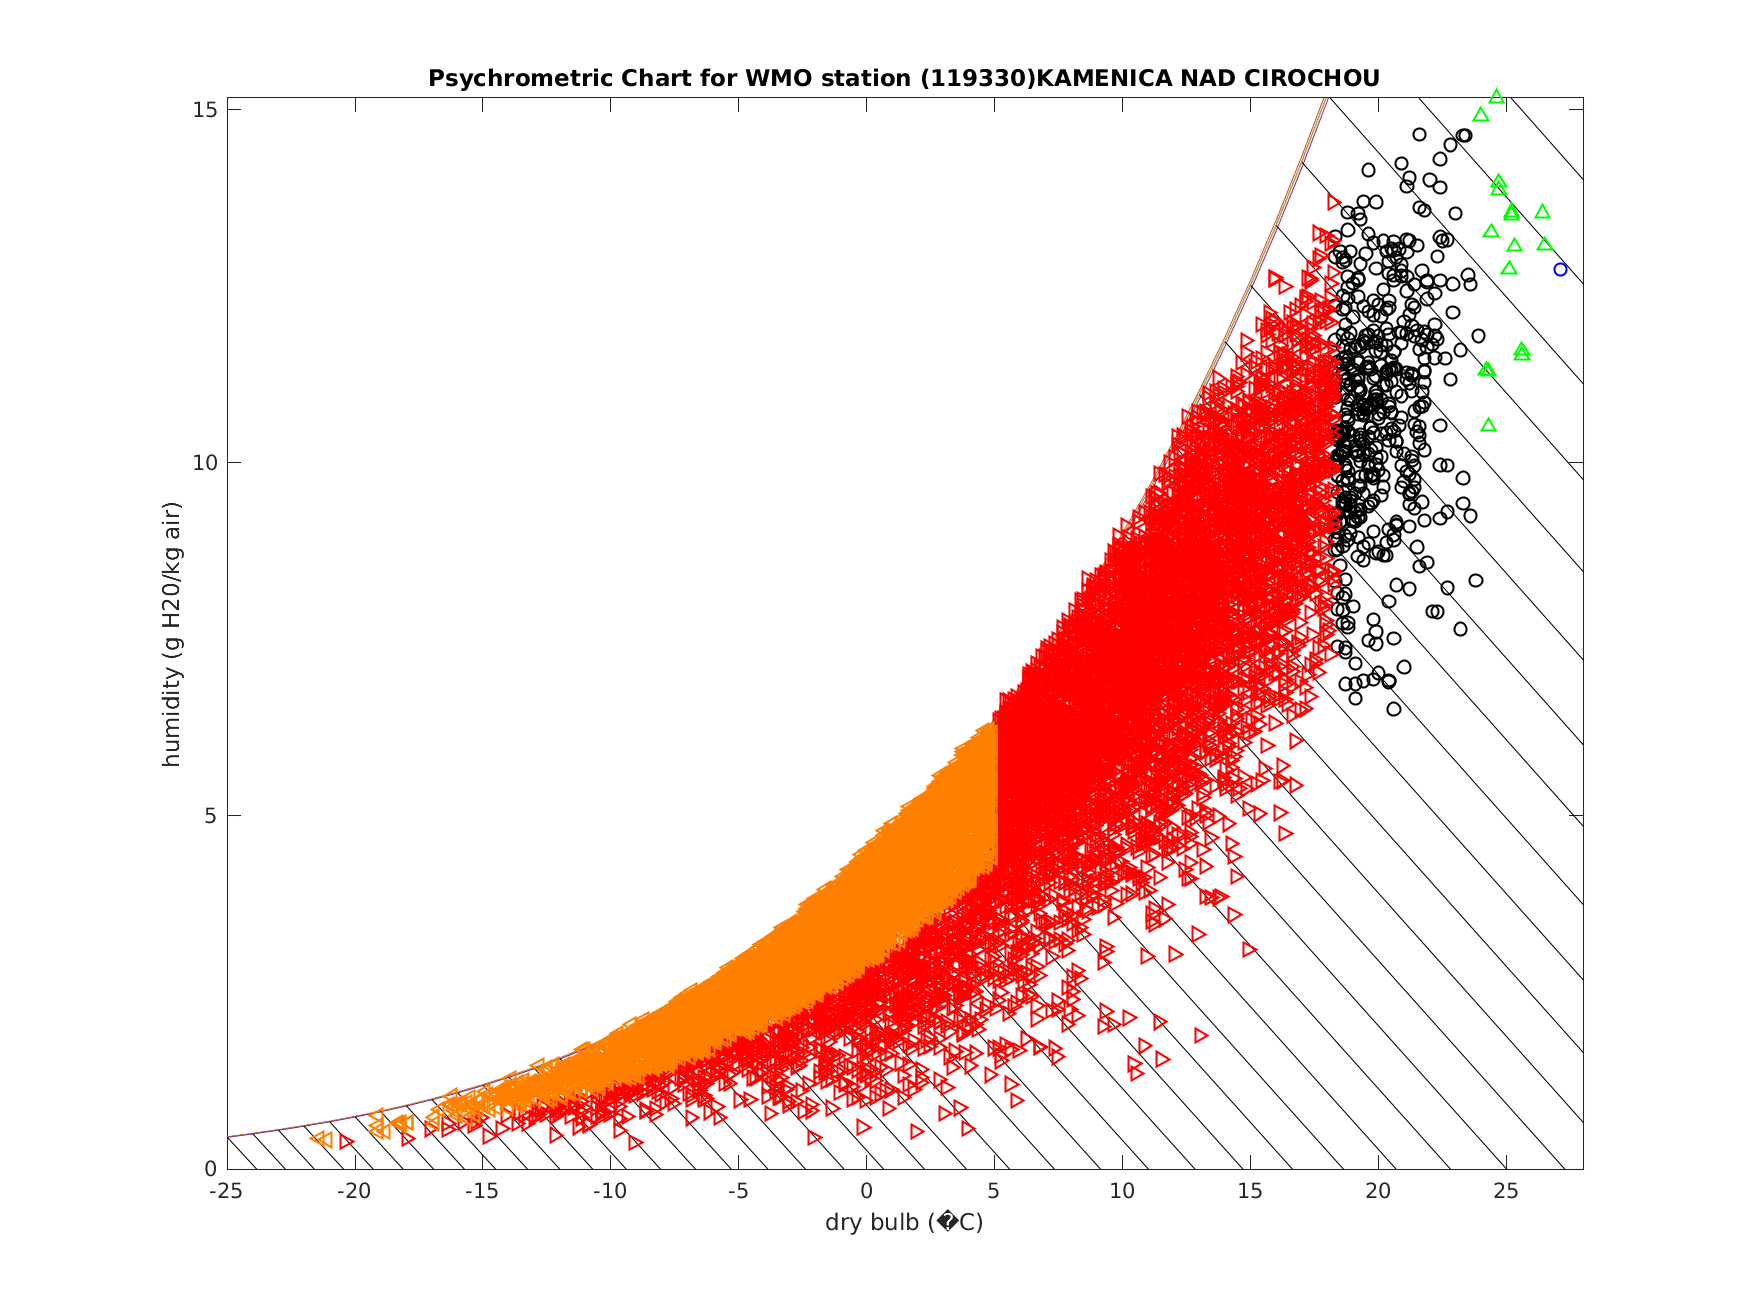 Psychrometric Chart for WMO station (119330)KAMENICA NAD CIROCHOU
15
10
5
0
humidity (g H20/kg air)
-25 -20 -15 -10 -5 0 5 10 15 20 25
dry bulb (�C)